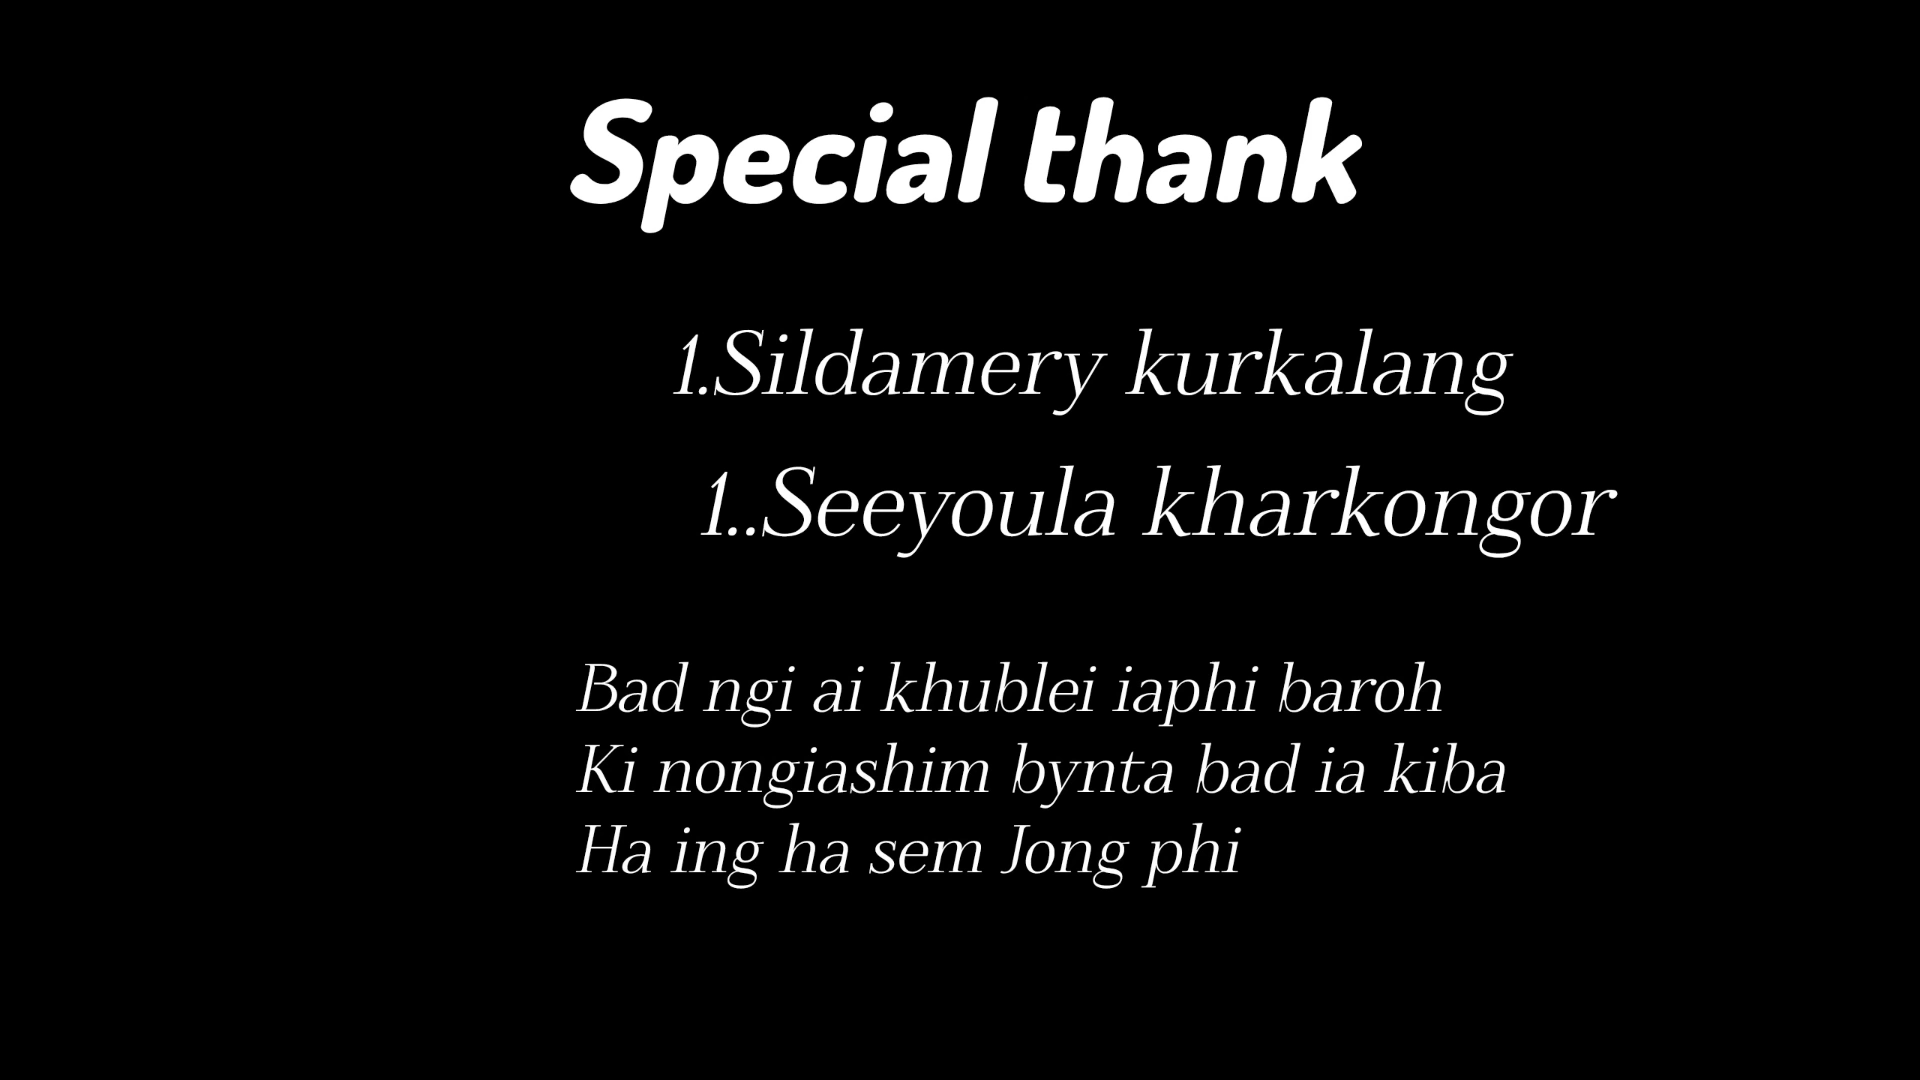 Special thank
1.Sildamery kurkalang
1..Seeyoula kharkongor
Bad ngi ai khublei iaphi baroh
Ki nongiashim bynta bad ia kiba
Ha ing ha sem Jong phi